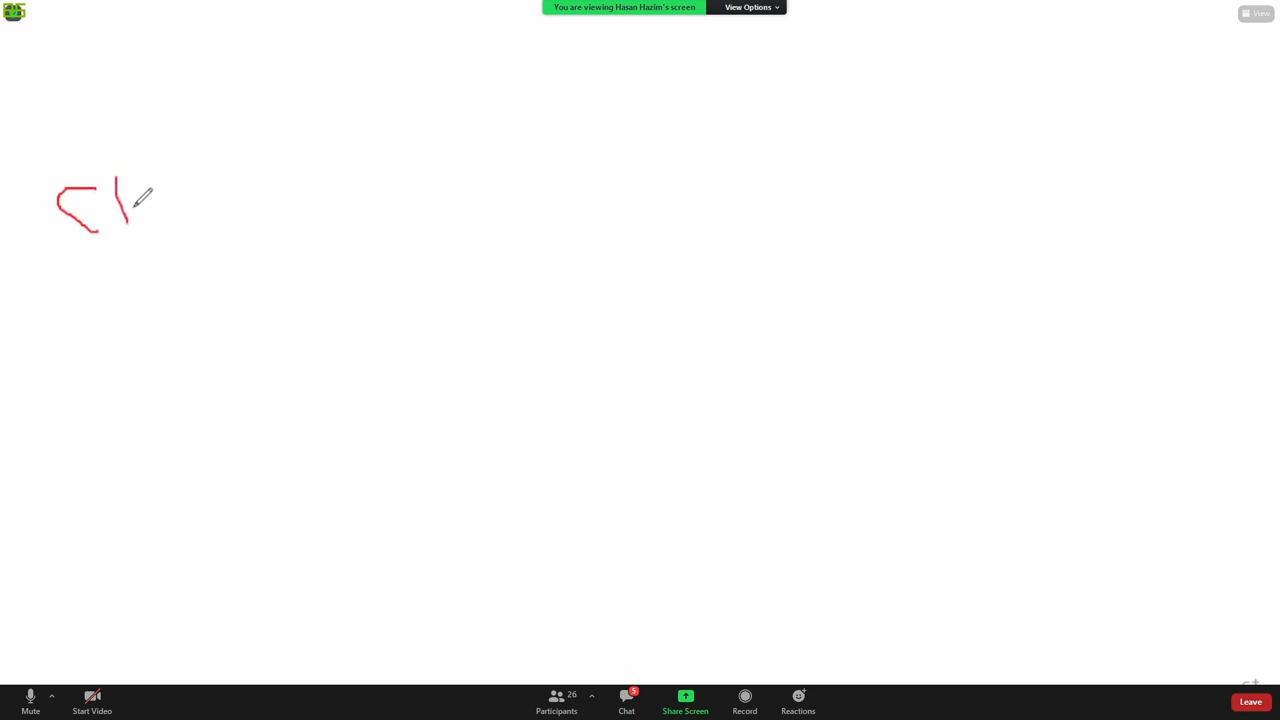 You are viewing Hasan Hazim's screen View Options
View
C
Mute Start Video 26 Participants 5 Chat Share Screen Record Reactions Leave